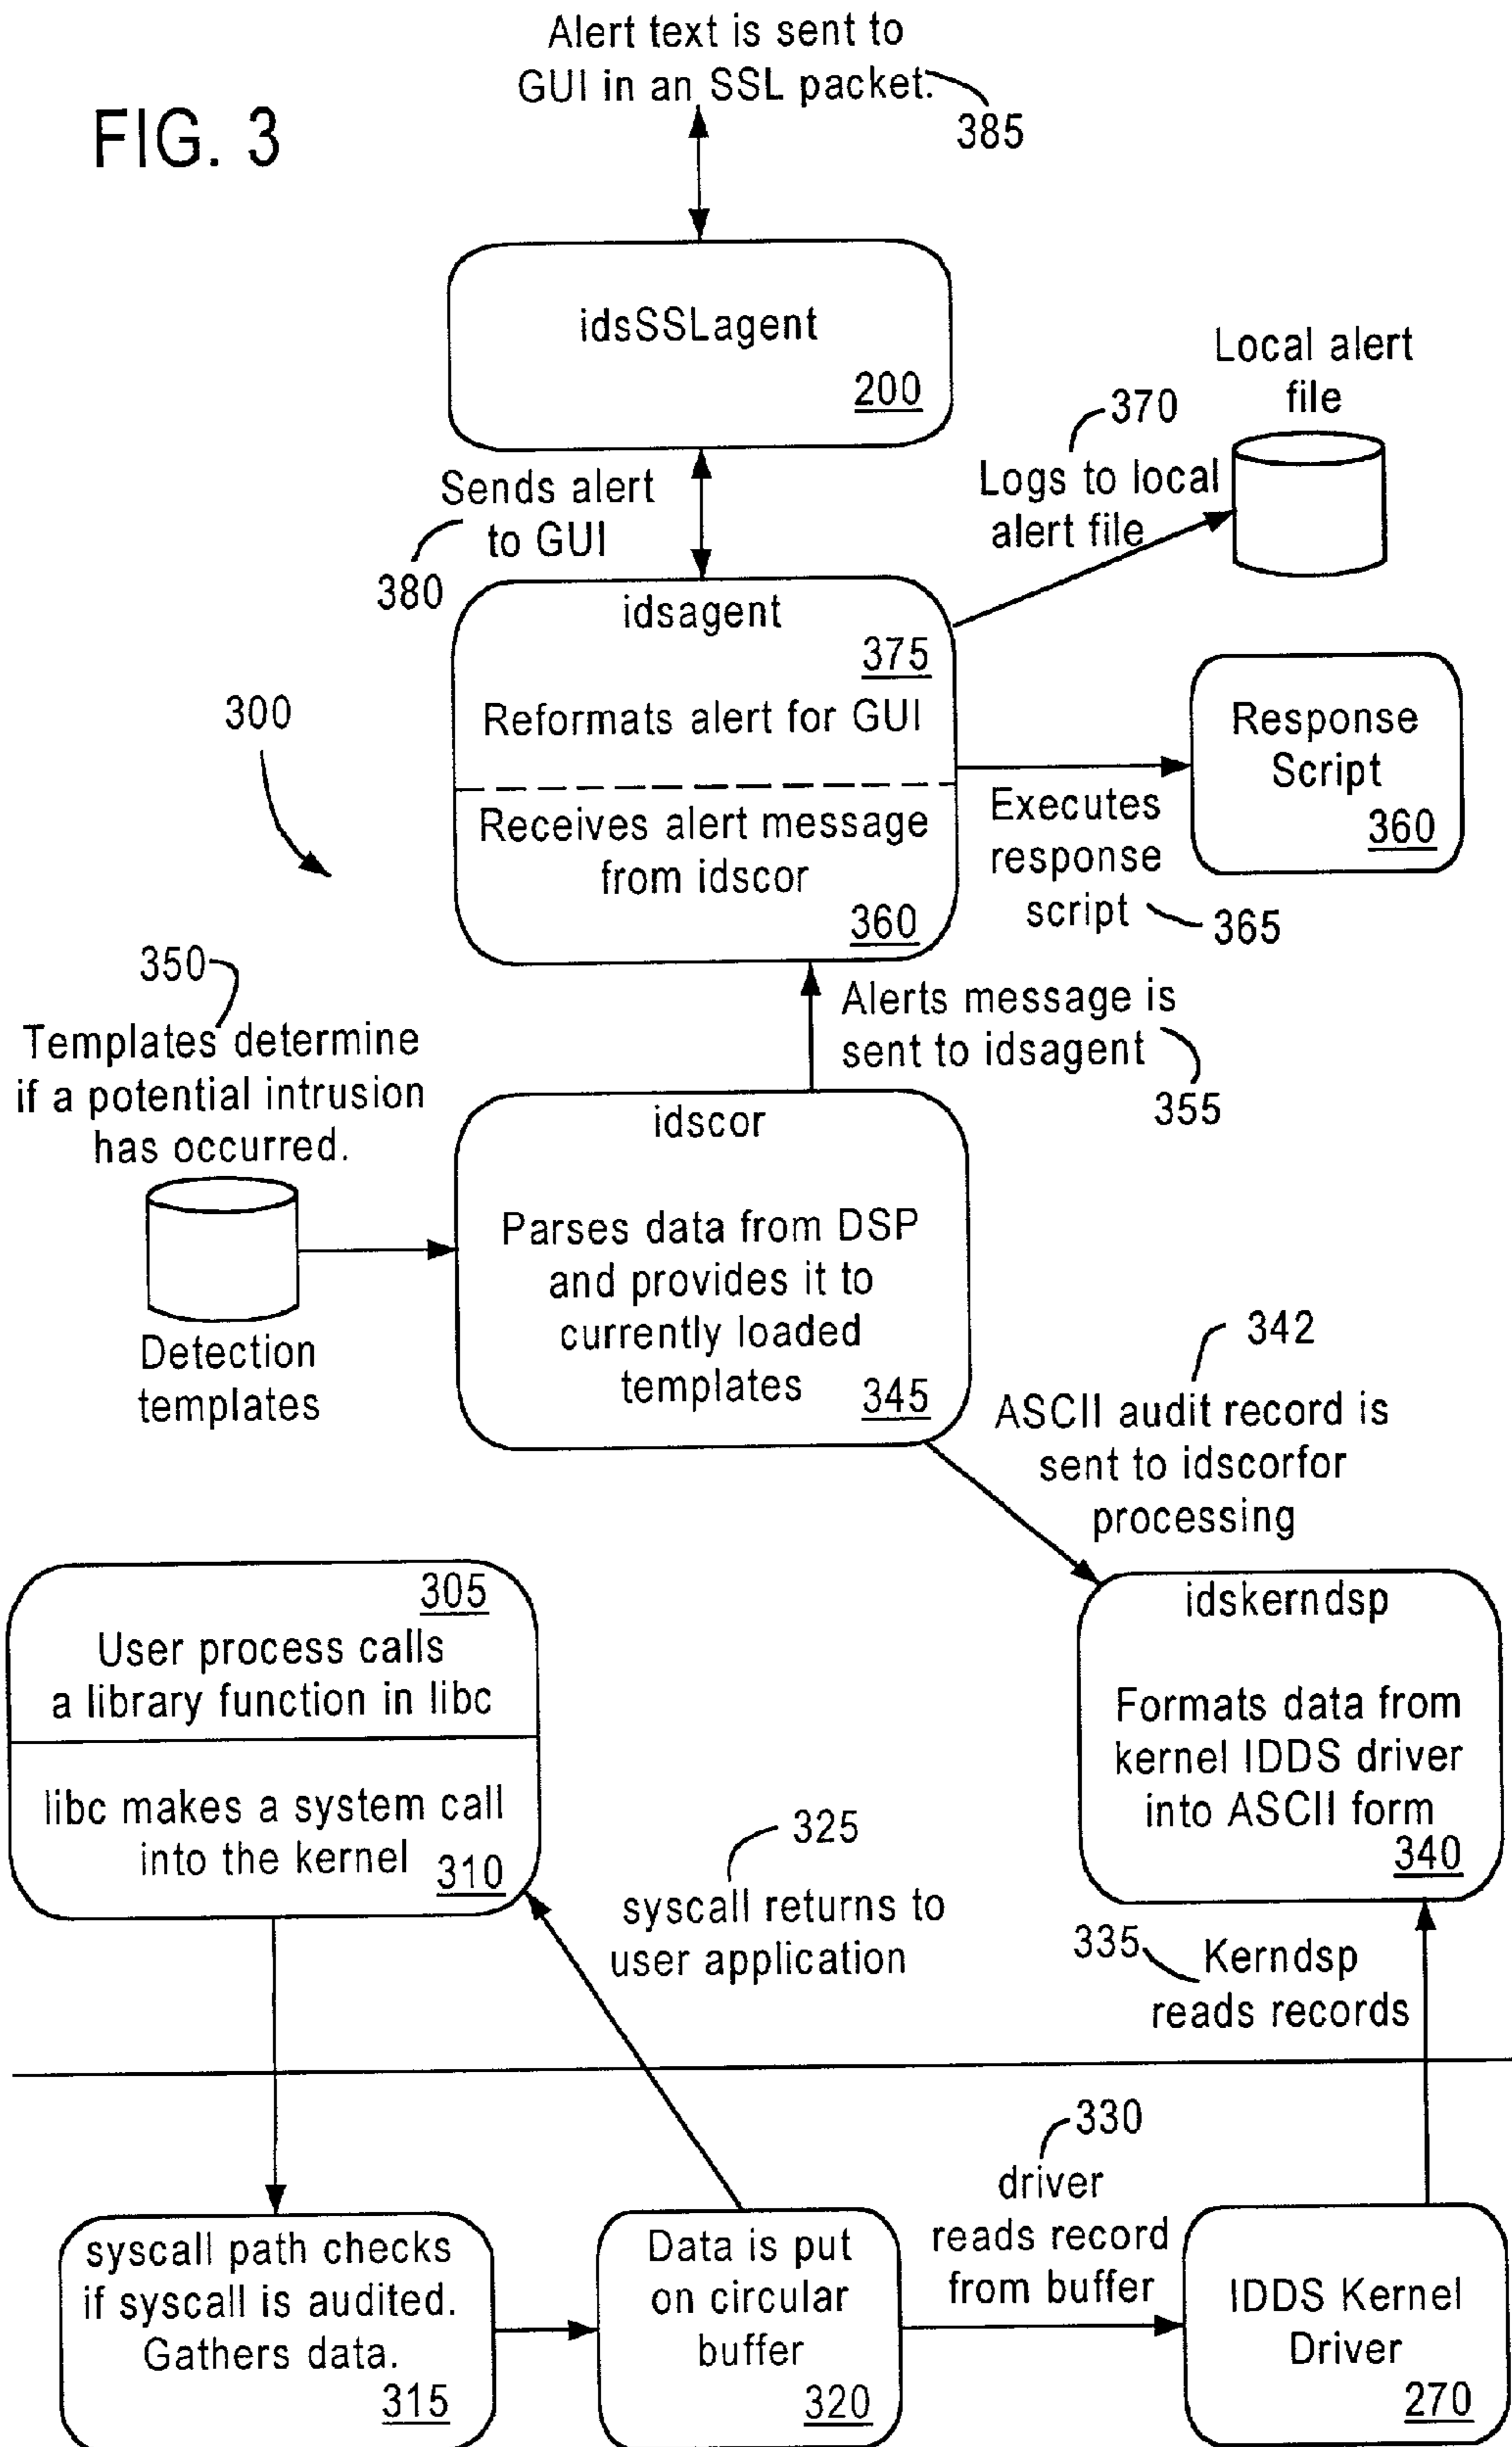 Alert text is sent to
GUI in an SSL packet.
385
FIG. 3
idsSSLagent
200
Local alert
file
370
Logs to local
alert file
Sends alert
to GUI
380
idsagent
375
Reformats alert for GUI
Receives alert message
from idscor
360
Response
Script
360
Executes
response
script
365
300
350
Templates determine
if a potential intrusion
has occurred.
Alerts message is
sent to idsagent
355
idscor
Parses data from DSP
and provides it to
currently loaded
templates
345
Detection
templates
342
ASCII audit record is
sent to idscorfor
processing
305
User process calls
a library function in libc
libc makes a system call
into the kernel
310
idskerndsp
Formats data from
kernel IDDS driver
into ASCII form
340
325
syscall returns to
user application
335
Kerndsp
reads records
330
driver
reads record
from buffer
syscall path checks
if syscall is audited.
Gathers data.
315
Data is put
on circular
buffer
320
IDDS Kernel
Driver
270